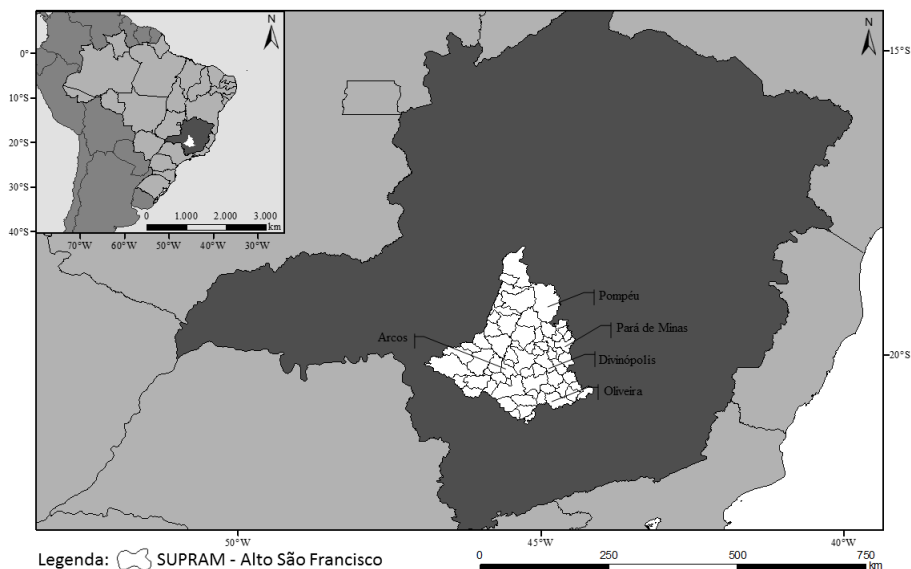 N
0°
10°S
20°S
30°S
40°S
0 1.000 2.000 3.000
km
70°W 60°W 50°W 40°W 30°W
N
15°S
20°S
Pompéu
Pará de Minas
Arcos
Divinópolis
Oliveira
50°W 45°W 40°W
Legenda: SUPRAM - Alto São Francisco
0 250 500 750
km